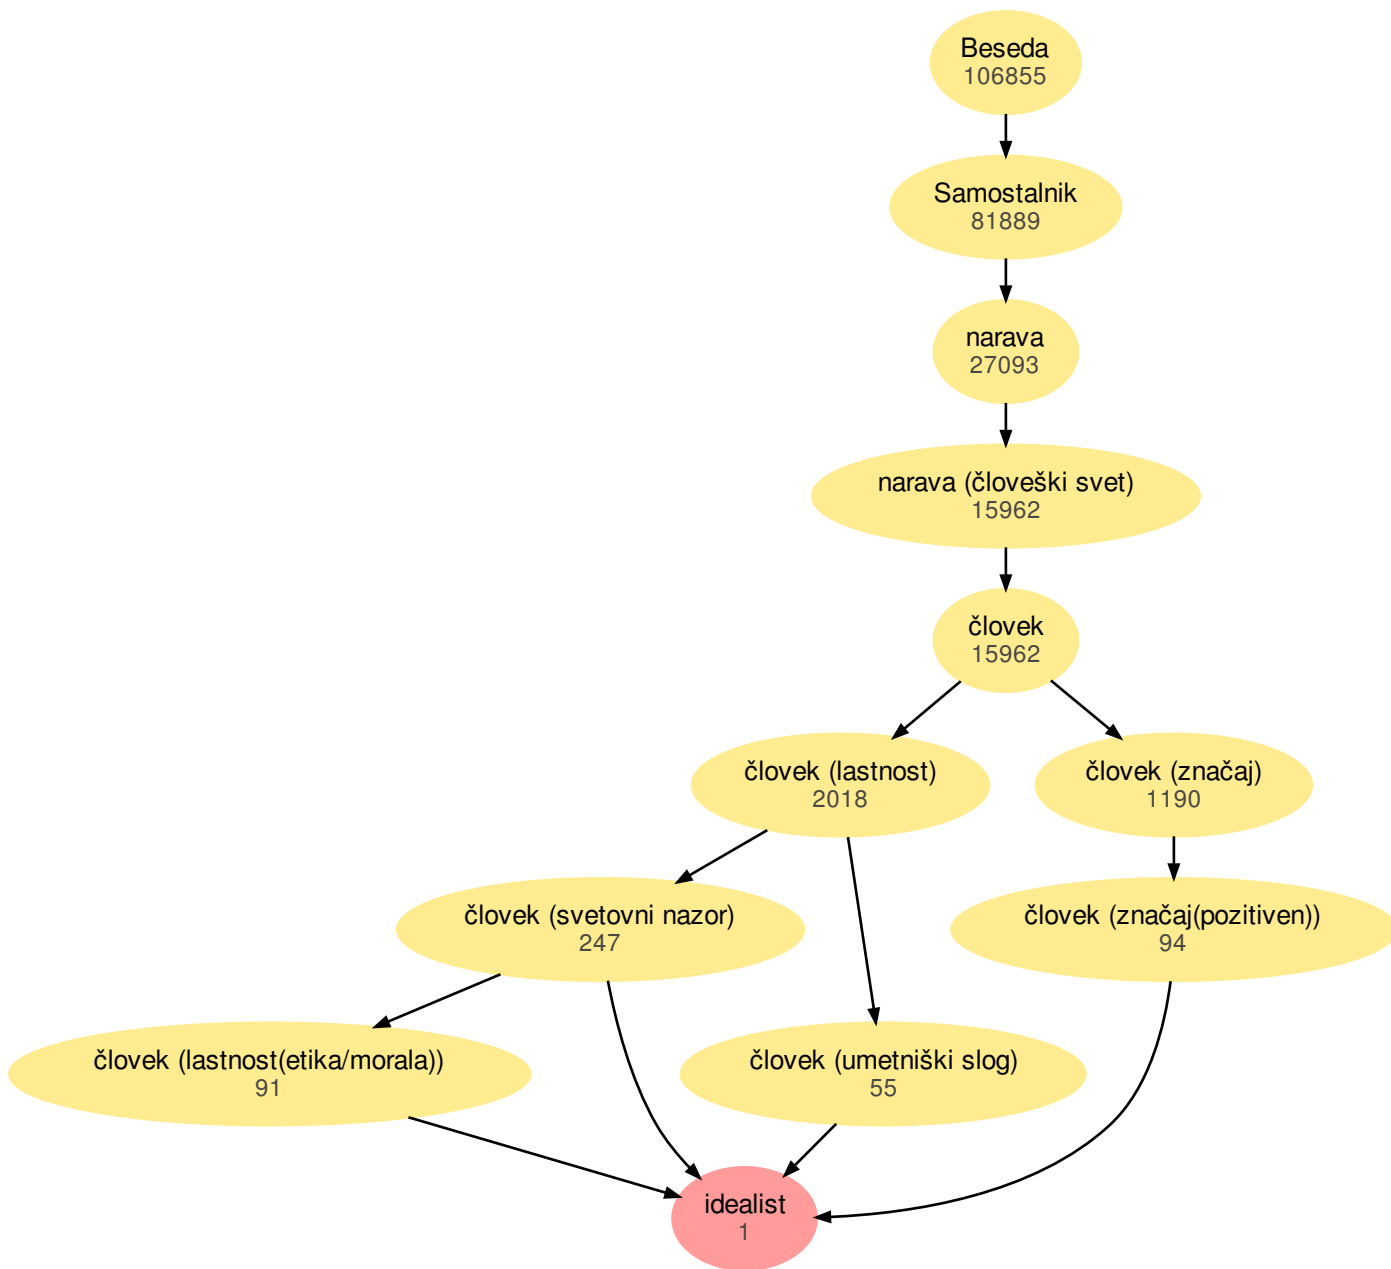 Beseda
106855
Samostalnik
81889
narava
27093
narava (človeški svet)
15962
človek
15962
človek (lastnost)
2018
človek (značaj)
1190
človek (svetovni nazor)
247
človek (značaj(pozitiven))
94
človek (lastnost(etika/morala))
91
človek (umetniški slog)
55
idealist
1